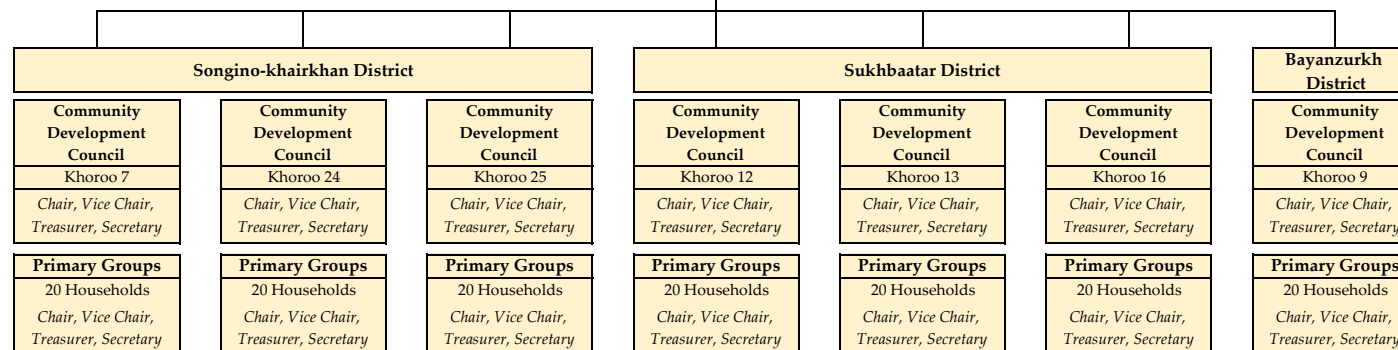 Songino-khairkhan District
Sukhbaatar District
Bayanzurkh
District
Community
Development
Council
Khoroo 7
Chair, Vice Chair,
Treasurer, Secretary
Community
Development
Council
Khoroo 24
Chair, Vice Chair,
Treasurer, Secretary
Community
Development
Council
Khoroo 25
Chair, Vice Chair,
Treasurer, Secretary
Community
Development
Council
Khoroo 12
Chair, Vice Chair,
Treasurer, Secretary
Community
Development
Council
Khoroo 13
Chair, Vice Chair,
Treasurer, Secretary
Community
Development
Council
Khoroo 16
Chair, Vice Chair,
Treasurer, Secretary
Community
Development
Council
Khoroo 9
Chair, Vice Chair,
Treasurer, Secretary
Primary Groups
20 Households
Chair, Vice Chair,
Treasurer, Secretary
Primary Groups
20 Households
Chair, Vice Chair,
Treasurer, Secretary
Primary Groups
20 Households
Chair, Vice Chair,
Treasurer, Secretary
Primary Groups
20 Households
Chair, Vice Chair,
Treasurer, Secretary
Primary Groups
20 Households
Chair, Vice Chair,
Treasurer, Secretary
Primary Groups
20 Households
Chair, Vice Chair,
Treasurer, Secretary
Primary Groups
20 Households
Chair, Vice Chair,
Treasurer, Secretary